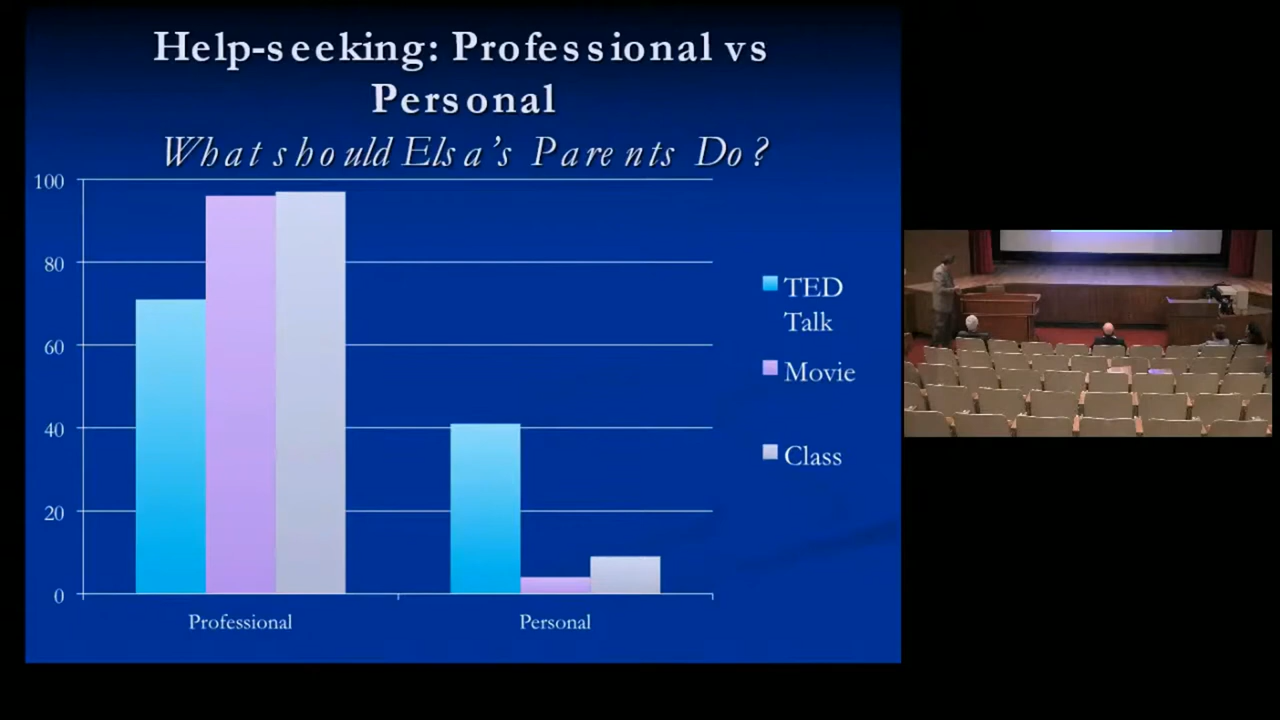 Help-seeking: Professional vs
Personal
What should Elsa's Parents Do?
100
80
60
40
20
0
Professional
Personal
TED
Talk
Movie
Class